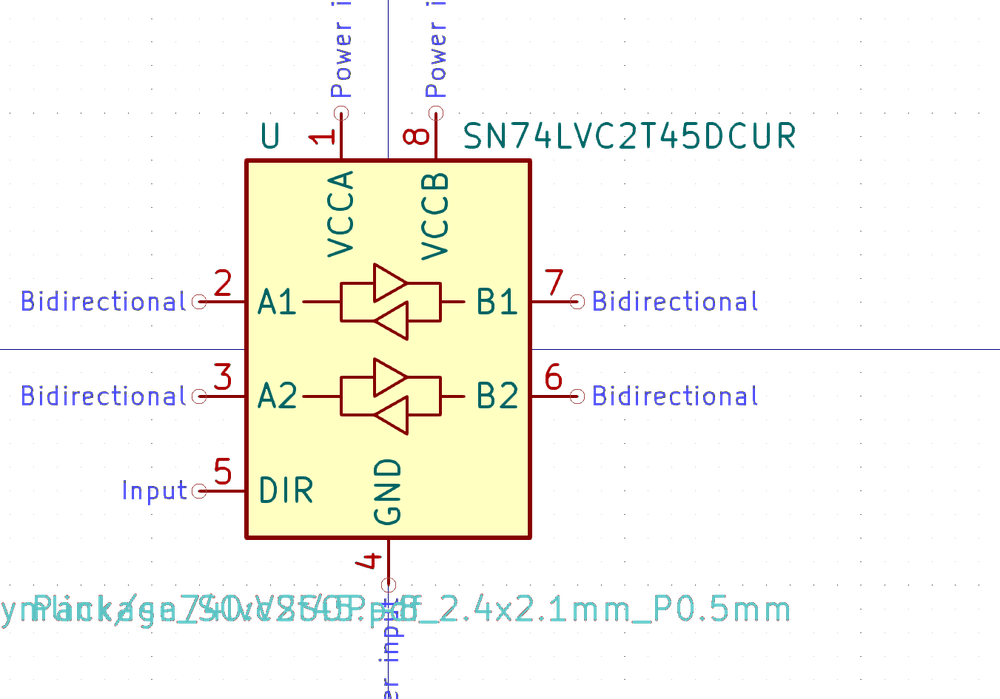 Power i
Power i
U
1
8
SN74LVC2T45DCUR
VCCA
VCCB
Bidirectional
2
A1
B1
7
Bidirectional
Bidirectional
3
A2
B2
6
Bidirectional
Input
5
DIR
GND
4
_2.4x2.1mm_P0.5mm
er input